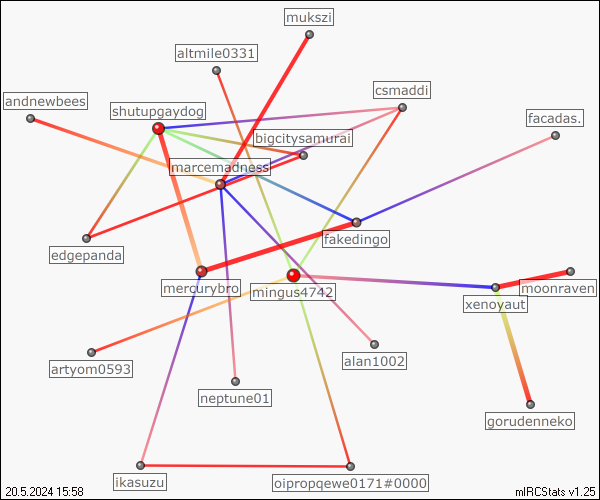 mukszi
altmile0331
csmaddi
andnewbees
shutupgaydog
facadas.
bigcitysamurai
marcemadness
fakedingo
edgepanda
mercurybro
mingus4742
moonraven
xenoyaut
alan1002
artyom0593
neptune01
gorudenneko
ikasuzu
oipropqewe0171#0000
20.5.2024 15:58
mIRCStats v1.25